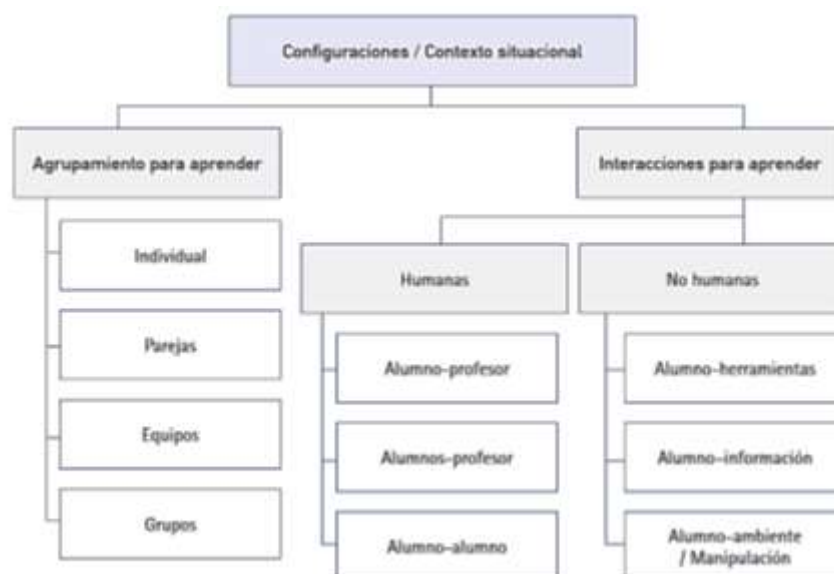 Configuraciones / Contexto situacional
Agrupamiento para aprender
Interacciones para aprender
Individual
Parejas
Equipos
Grupos
Humanas
No humanas
Alumno-profesor
Alumno-herramientas
Alumnos-profesor
Alumno-información
Alumno-alumno
Alumno-ambiente
/ Manipulación